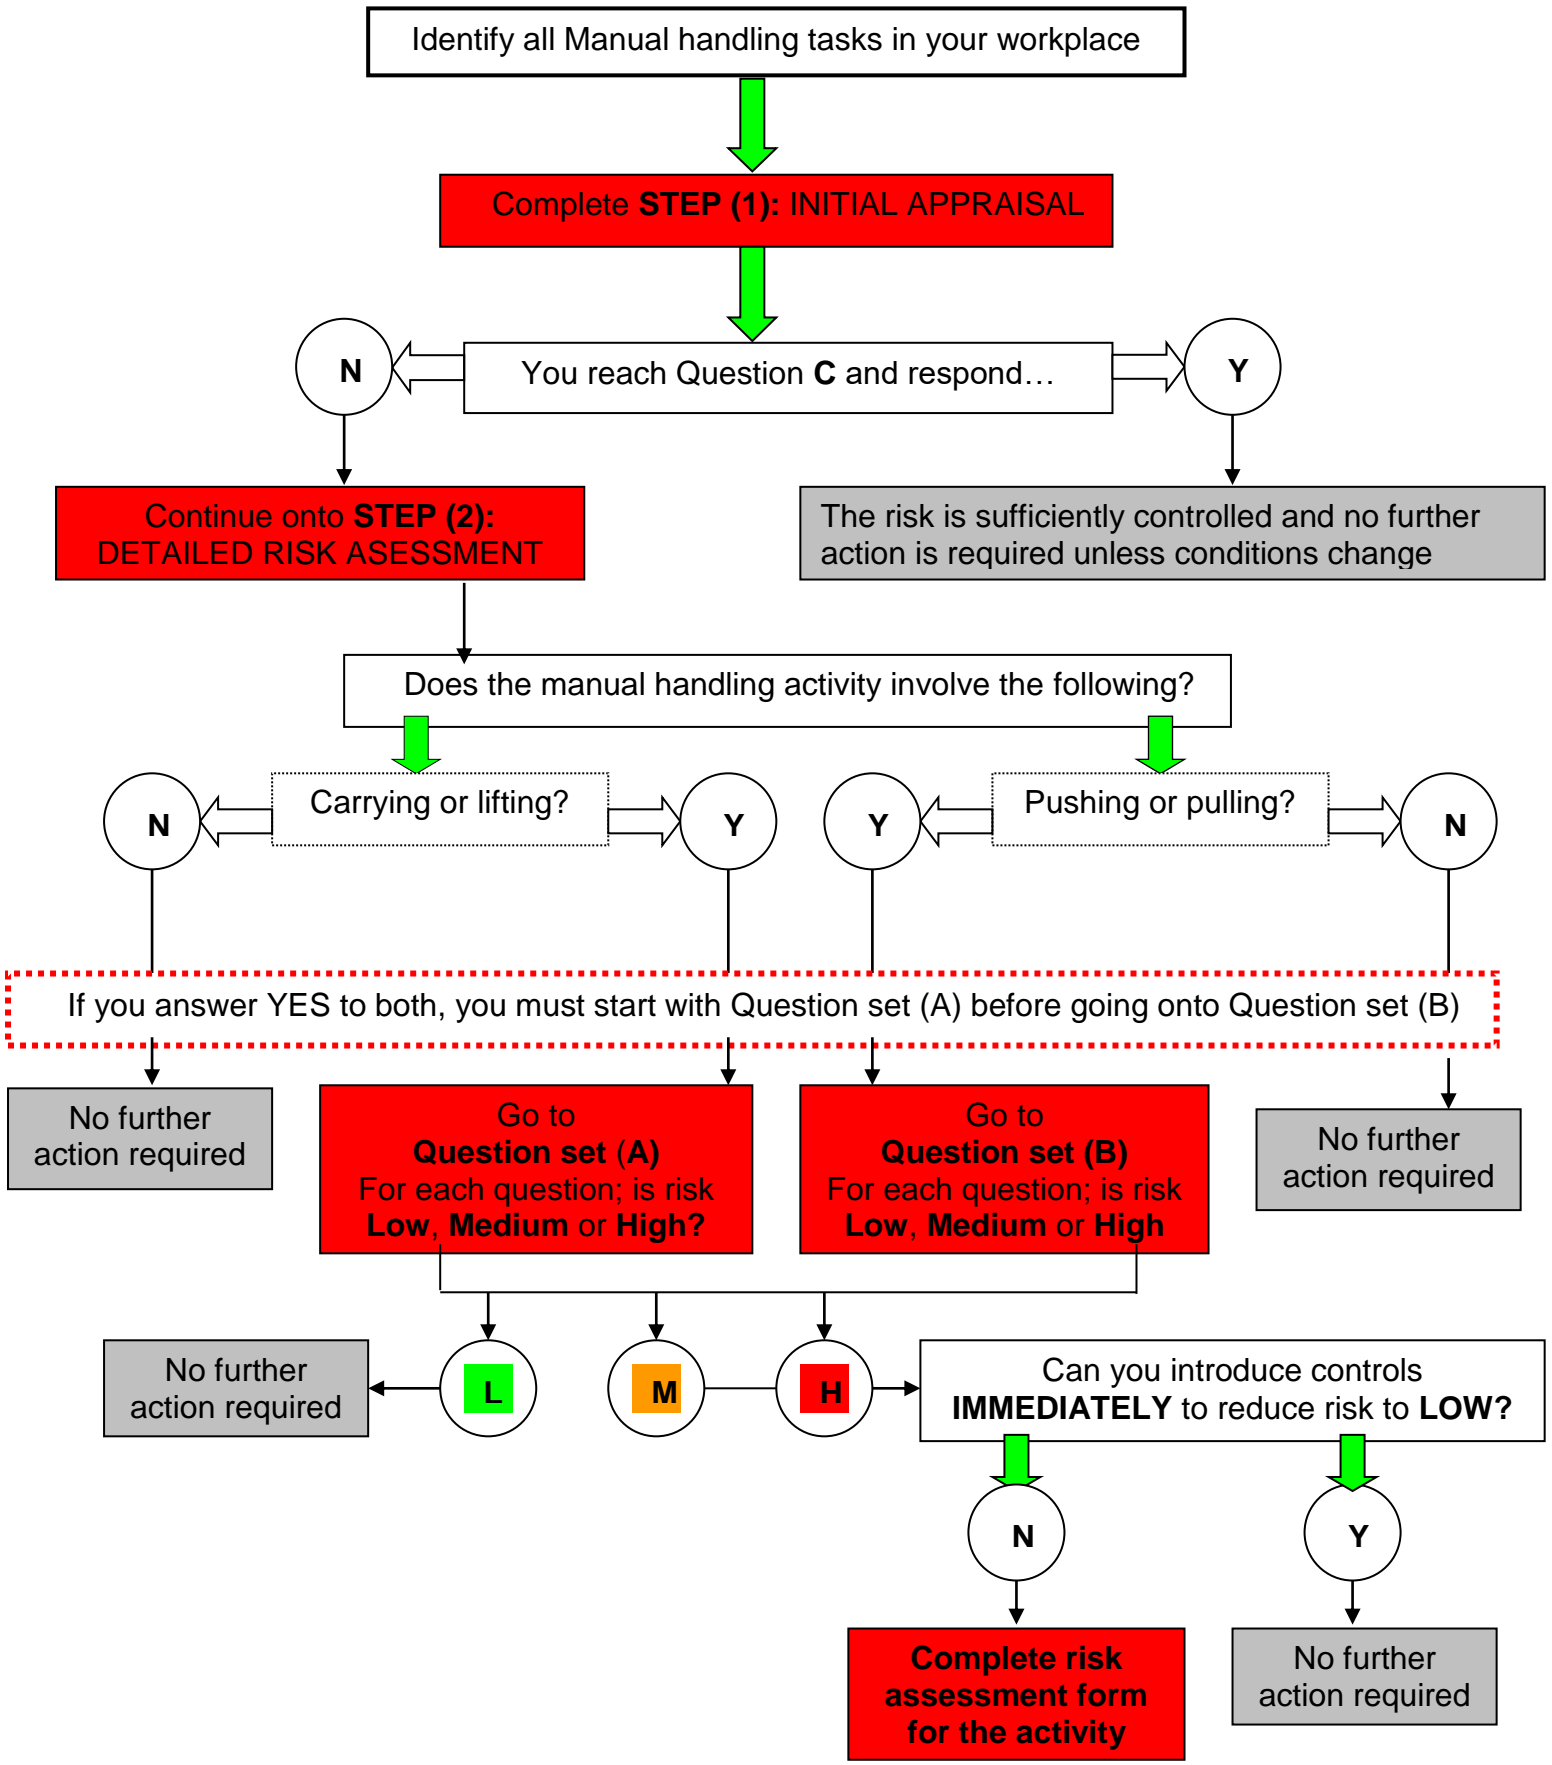 Identify all Manual handling tasks in your workplace
Complete STEP (1): INITIAL APPRAISAL
N
You reach Question C and respond…
Y
Continue onto STEP (2):
DETAILED RISK ASESSMENT
The risk is sufficiently controlled and no further
action is required unless conditions change
Does the manual handling activity involve the following?
N
Carrying or lifting?
Y
Y
Pushing or pulling?
N
If you answer YES to both, you must start with Question set (A) before going onto Question set (B)
No further
action required
Go to
Question set (A)
For each question; is risk
Low, Medium or High?
Go to
Question set (B)
For each question; is risk
Low, Medium or High
No further
action required
No further
action required
L
M
H
Can you introduce controls
IMMEDIATELY to reduce risk to LOW?
N
Y
Complete risk
assessment form
for the activity
No further
action required